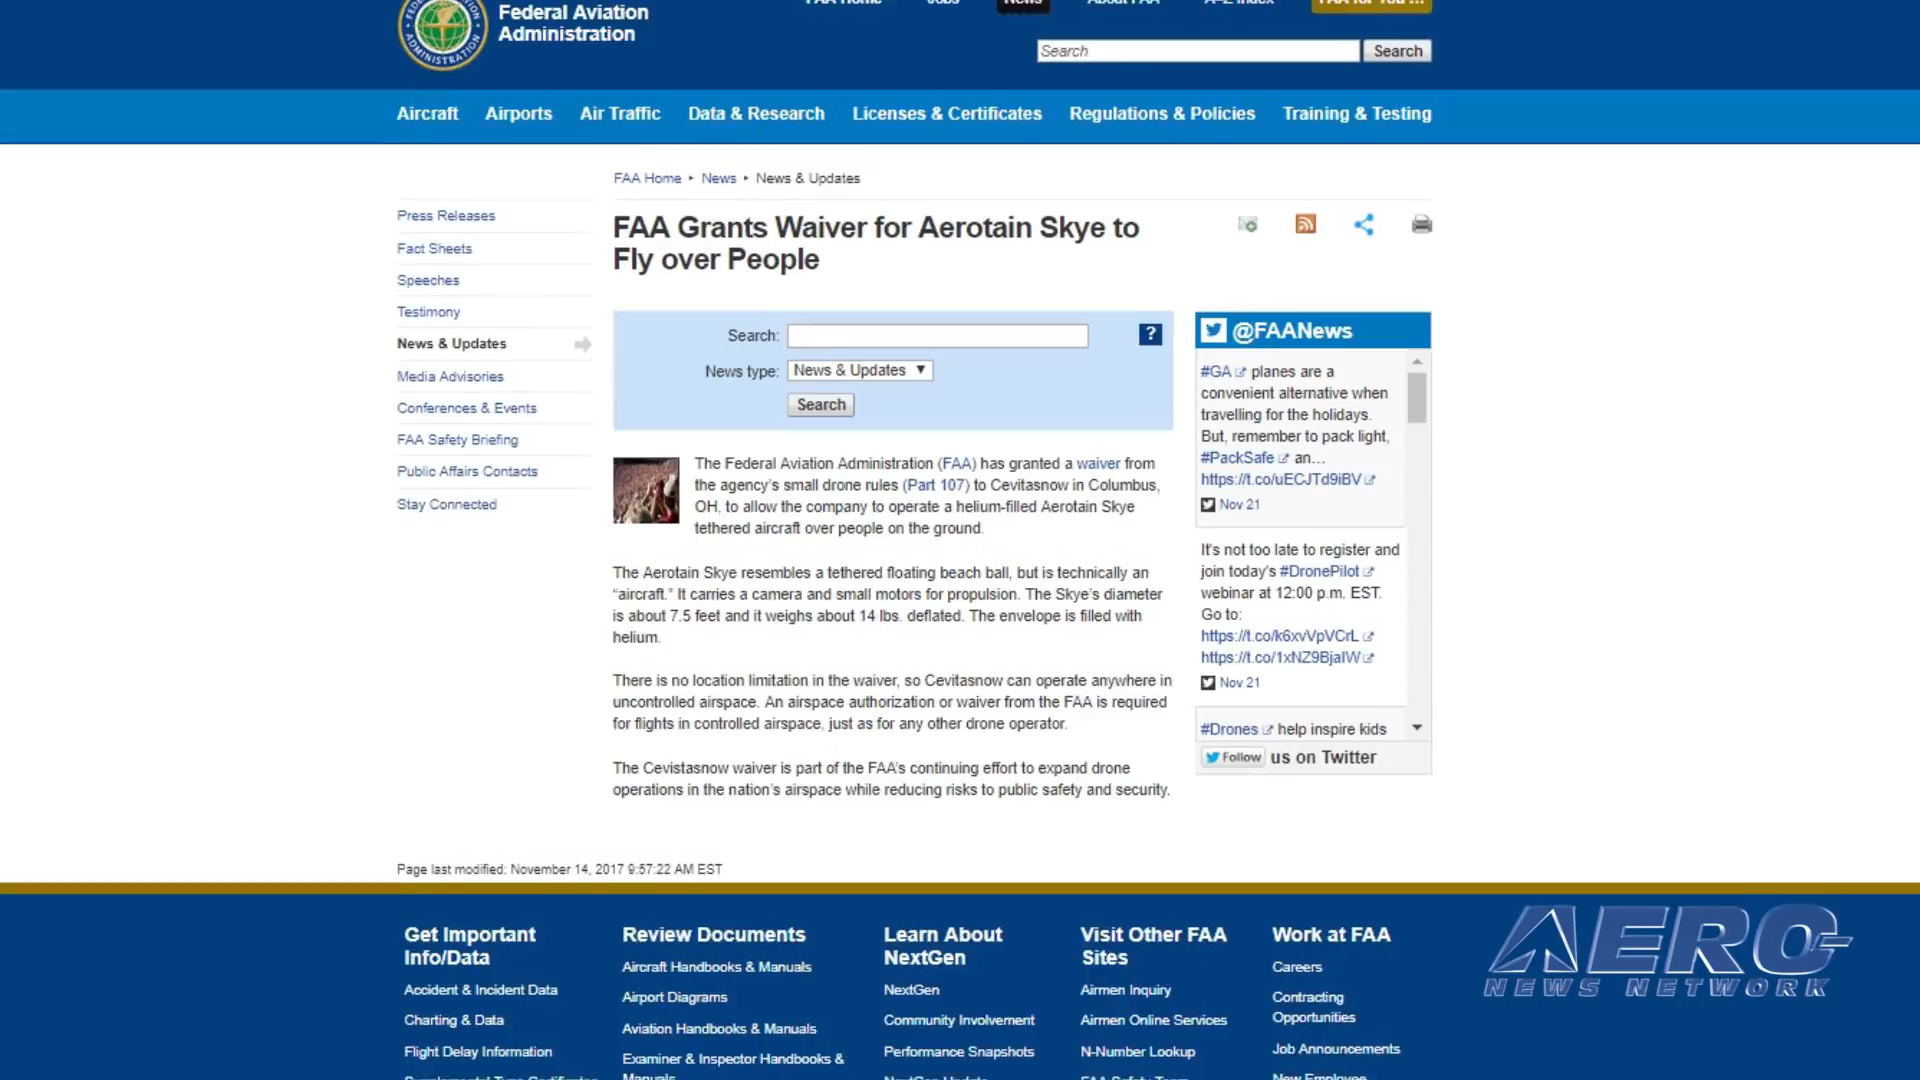 Federal Aviation
Administration
FAA Home Jobs News About FAA A-Z Index FAA for You ...
Search Search
Aircraft Airports Air Traffic Data & Research Licenses & Certificates Regulations & Policies Training & Testing
FAA Home ▸ News ▸ News & Updates
Press Releases
Fact Sheets
Speeches
Testimony
News & Updates
Media Advisories
Conferences & Events
FAA Safety Briefing
Public Affairs Contacts
Stay Connected
FAA Grants Waiver for Aerotain Skye to
Fly over People
Search: ?
News type: News & Updates ▼
Search
The Federal Aviation Administration (FAA) has granted a waiver from
the agency's small drone rules (Part 107) to Cevitasnow in Columbus,
OH, to allow the company to operate a helium-filled Aerotain Skye
tethered aircraft over people on the ground.
The Aerotain Skye resembles a tethered floating beach ball, but is technically an
“aircraft.” It carries a camera and small motors for propulsion. The Skye's diameter
is about 7.5 feet and it weighs about 14 lbs. deflated. The envelope is filled with
helium.
There is no location limitation in the waiver, so Cevitasnow can operate anywhere in
uncontrolled airspace. An airspace authorization or waiver from the FAA is required
for flights in controlled airspace, just as for any other drone operator.
The Cevistasnow waiver is part of the FAA's continuing effort to expand drone
operations in the nation's airspace while reducing risks to public safety and security.
@FAANews
#GA planes are a
convenient alternative when
travelling for the holidays.
But, remember to pack light,
#PackSafe an…
https://t.co/uECJTd9iBV
Nov 21
It's not too late to register and
join today's #DronePilot
webinar at 12:00 p.m. EST.
Go to:
https://t.co/k6xvVpVCrL
https://t.co/1xNZ9BjaIW
Nov 21
#Drones help inspire kids
Follow us on Twitter
Page last modified: November 14, 2017 9:57:22 AM EST
Get Important
Info/Data
Accident & Incident Data
Charting & Data
Flight Delay Information
Review Documents
Aircraft Handbooks & Manuals
Airport Diagrams
Aviation Handbooks & Manuals
Examiner & Inspector Handbooks &
Manuals
Learn About
NextGen
NextGen
Community Involvement
Performance Snapshots
Visit Other FAA
Sites
Airmen Inquiry
Airmen Online Services
N-Number Lookup
Work at FAA
Careers
Contracting
Opportunities
Job Announcements
New Employee
AERO-
NEWS NETWORK